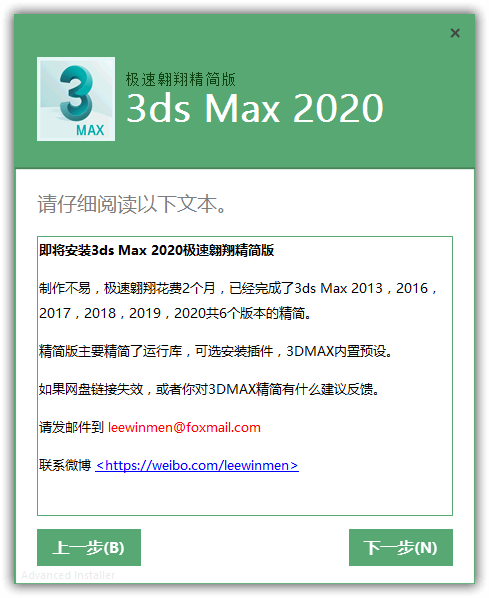 ×
极速翱翔精简版
3ds Max 2020
3
MAX
请仔细阅读以下文本。
即将安装3ds Max 2020极速翱翔精简版
制作不易，极速翱翔花费2个月，已经完成了3ds Max 2013，2016，
2017，2018，2019，2020共6个版本的精简。
精简版主要精简了运行库，可选安装插件，3DMAX内置预设。
如果网盘链接失效，或者你对3DMAX精简有什么建议反馈。
请发邮件到 leewinmen@foxmail.com
联系微博 <https://weibo.com/leewinmen>
上一步(B)
下一步(N)
Advanced Installer